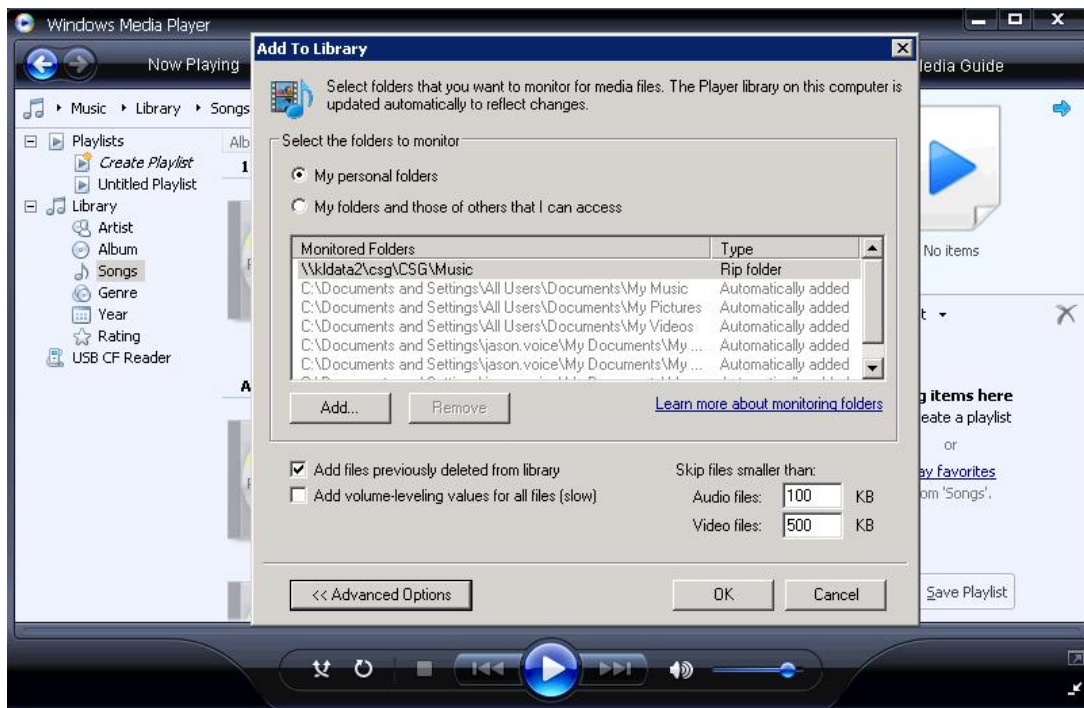 Windows Media Player
Now Playing
Media Guide
Music Library Songs
Playlists
Create Playlist
Untitled Playlist
Library
Artist
Album
Songs
Genre
Year
Rating
USB CF Reader
Alb
1
A
Add To Library
Select folders that you want to monitor for media files. The Player library on this computer is
updated automatically to reflect changes.
Select the folders to monitor
My personal folders
My folders and those of others that I can access
Monitored Folders Type
\\kldata2\csg\CSG\Music Rip folder
C:\Documents and Settings\All Users\Documents\My Music Automatically added
C:\Documents and Settings\All Users\Documents\My Pictures Automatically added
C:\Documents and Settings\All Users\Documents\My Videos Automatically added
C:\Documents and Settings\jason.voice\My Documents\My ... Automatically added
C:\Documents and Settings\jason.voice\My Documents\My ... Automatically added
Add... Remove Learn more about monitoring folders
Add files previously deleted from library
Add volume-leveling values for all files (slow)
Skip files smaller than:
Audio files: 100 KB
Video files: 500 KB
<< Advanced Options OK Cancel
No items
g items here
eate a playlist
or
ay favorites
om 'Songs'.
Save Playlist